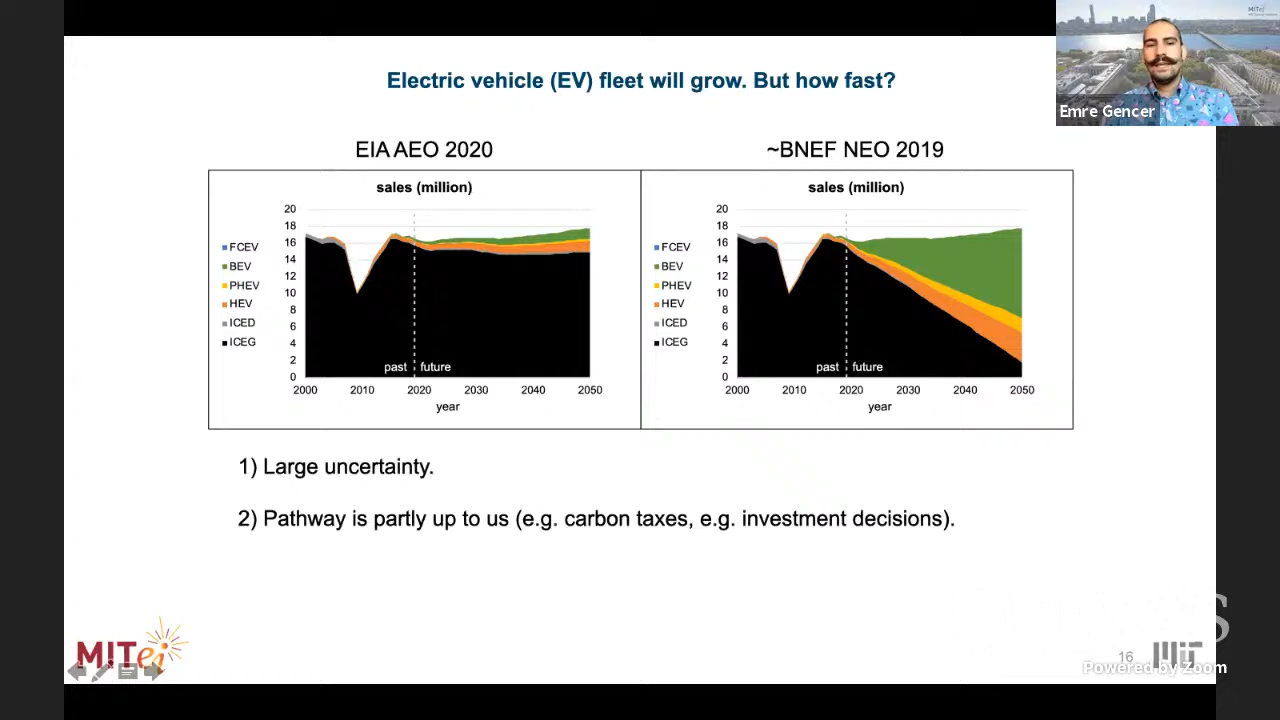 MITei
Emre Gencer
Electric vehicle (EV) fleet will grow. But how fast?
EIA AEO 2020
sales (million)
20
18
16
14
12
10
8
6
4
2
0
FCEV
BEV
PHEV
HEV
ICED
ICEG
past
future
2000 2010 2020 2030 2040 2050
year
~BNEF NEO 2019
sales (million)
20
18
16
14
12
10
8
6
4
2
0
FCEV
BEV
PHEV
HEV
ICED
ICEG
past
future
2000 2010 2020 2030 2040 2050
year
1) Large uncertainty.
2) Pathway is partly up to us (e.g. carbon taxes, e.g. investment decisions).
MITei
16
MIT
Powered by Zoom